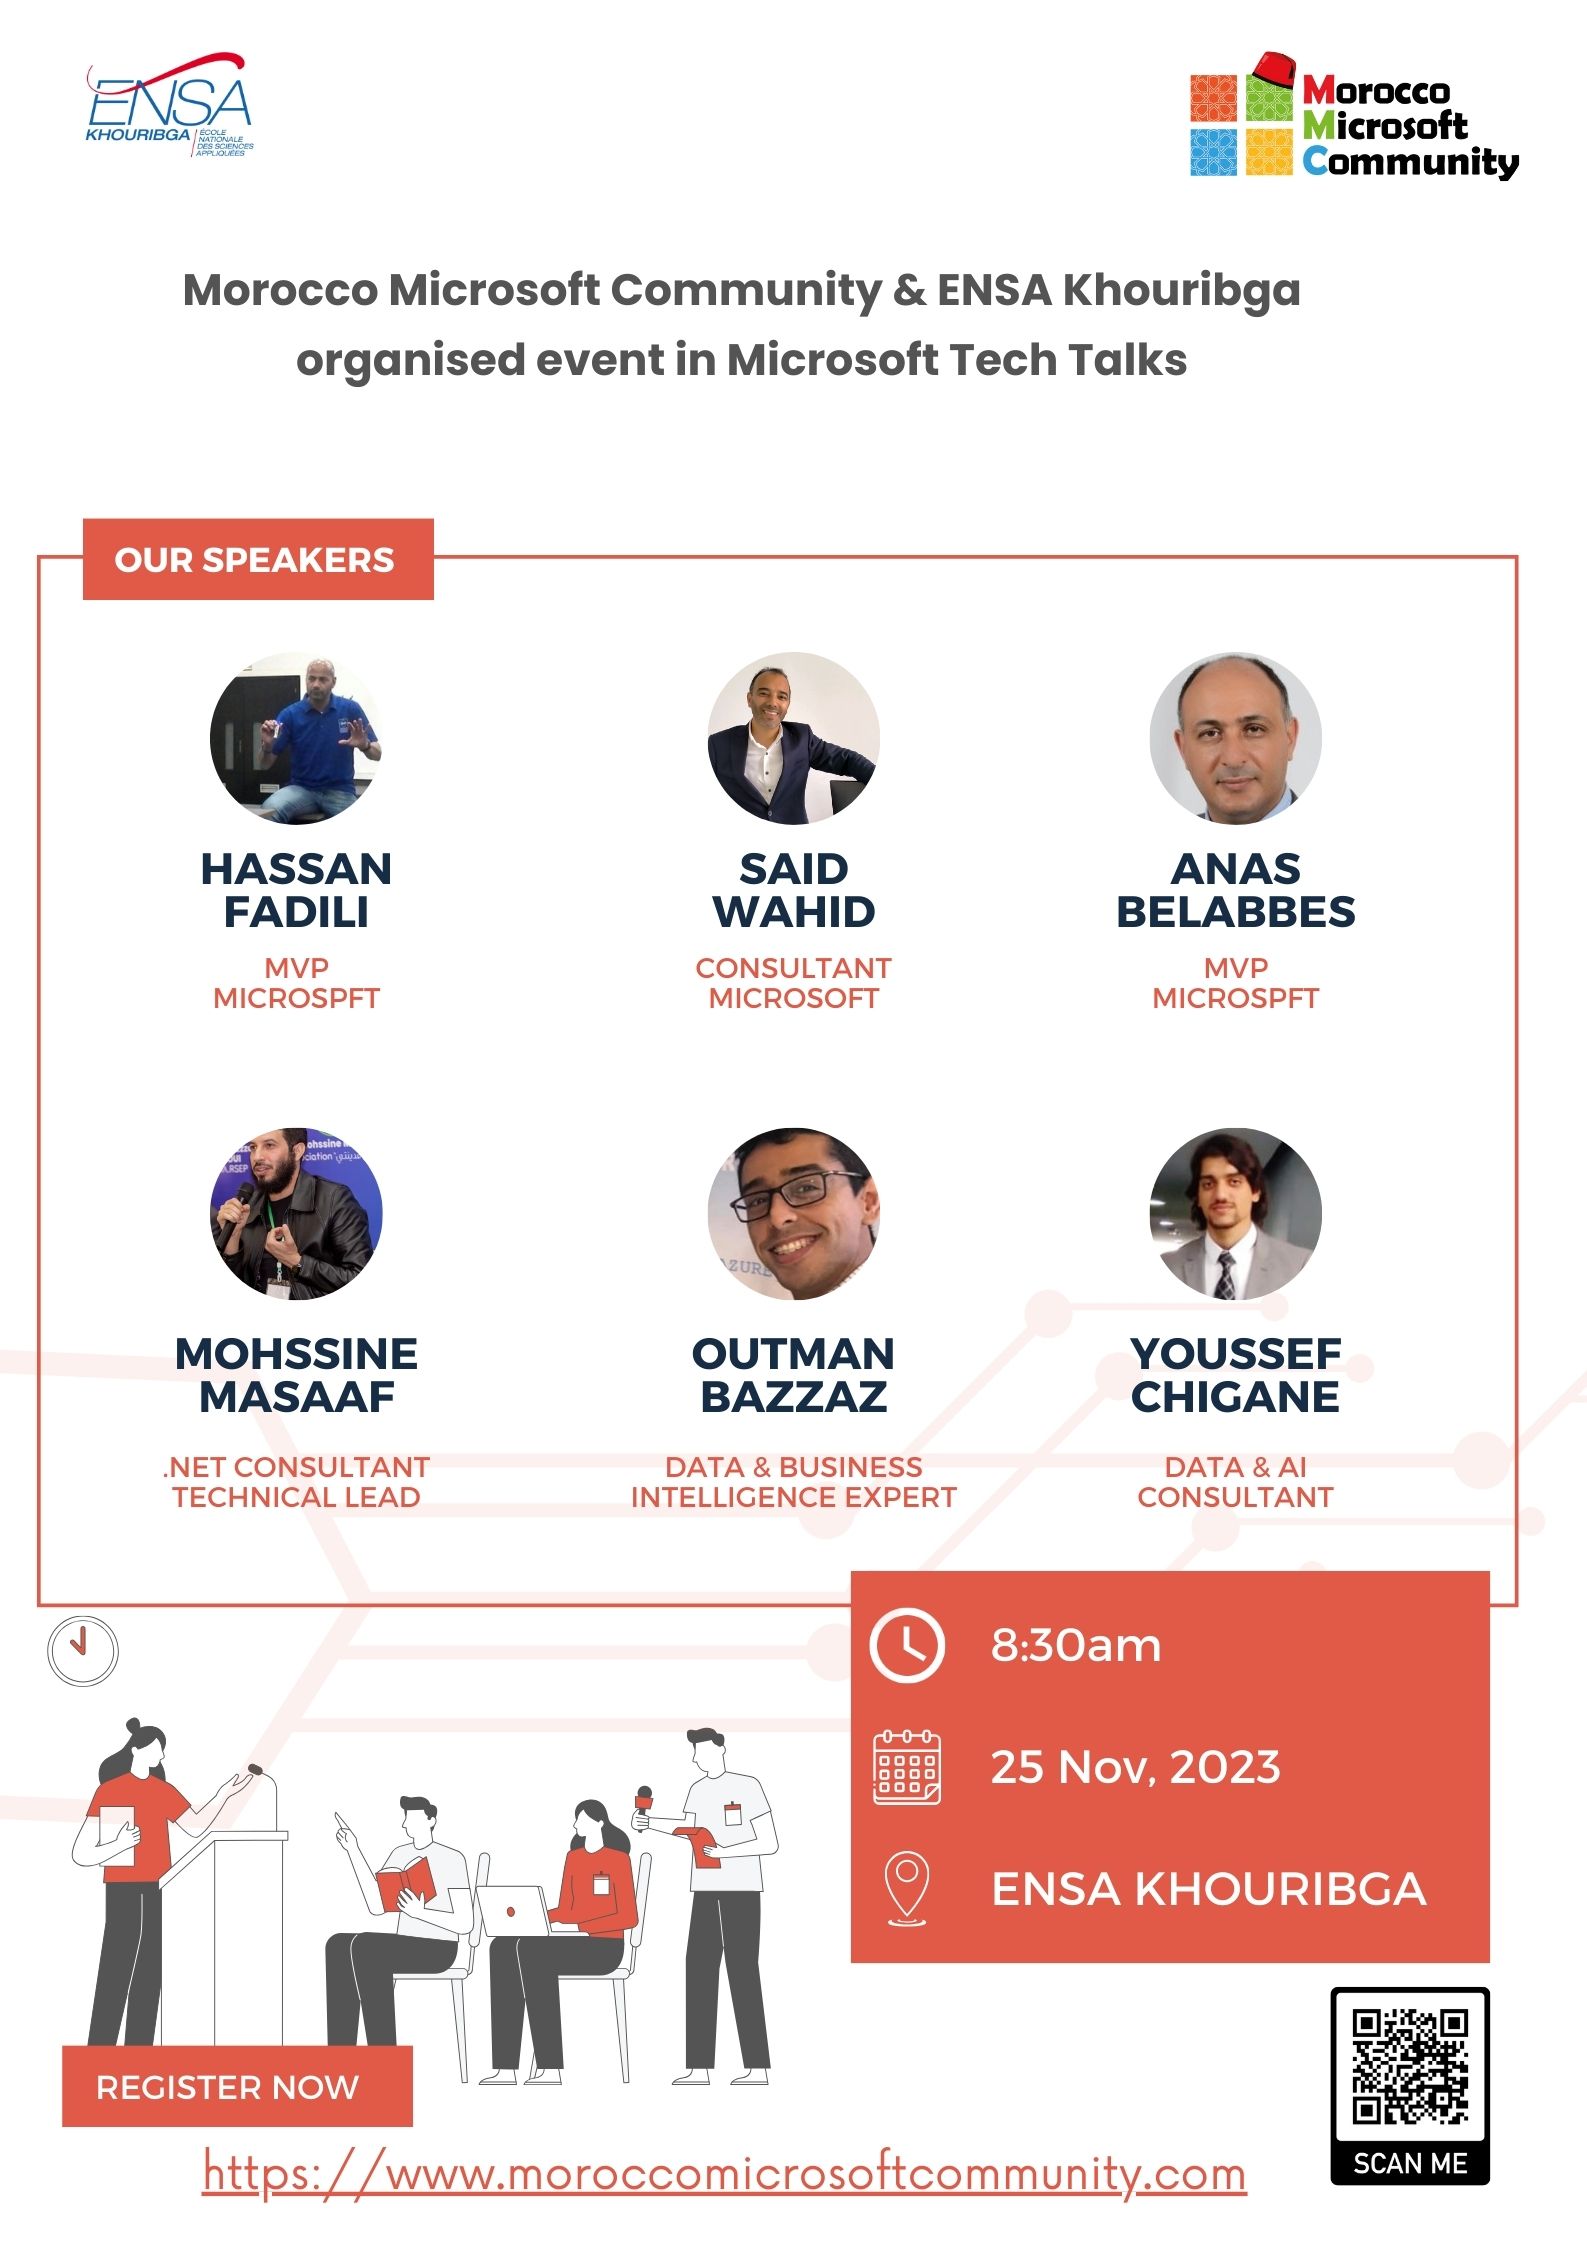 ENSA
KHOURIBGA
ÉCOLE
NATIONALE
DES SCIENCES
APPLIQUÉES
Morocco
Microsoft
Community
Morocco Microsoft Community & ENSA Khouribga
organised event in Microsoft Tech Talks
OUR SPEAKERS
HASSAN
FADILI
MVP
MICROSPFT
SAID
WAHID
CONSULTANT
MICROSOFT
ANAS
BELABBES
MVP
MICROSPFT
AZURE
MOHSSINE
MASAAF
.NET CONSULTANT
TECHNICAL LEAD
OUTMAN
BAZZAZ
DATA & BUSINESS
INTELLIGENCE EXPERT
YOUSSEF
CHIGANE
DATA & AI
CONSULTANT
8:30am
25 Nov, 2023
ENSA KHOURIBGA
REGISTER NOW
https://www.moroccomicrosoftcommunity.com
SCAN ME